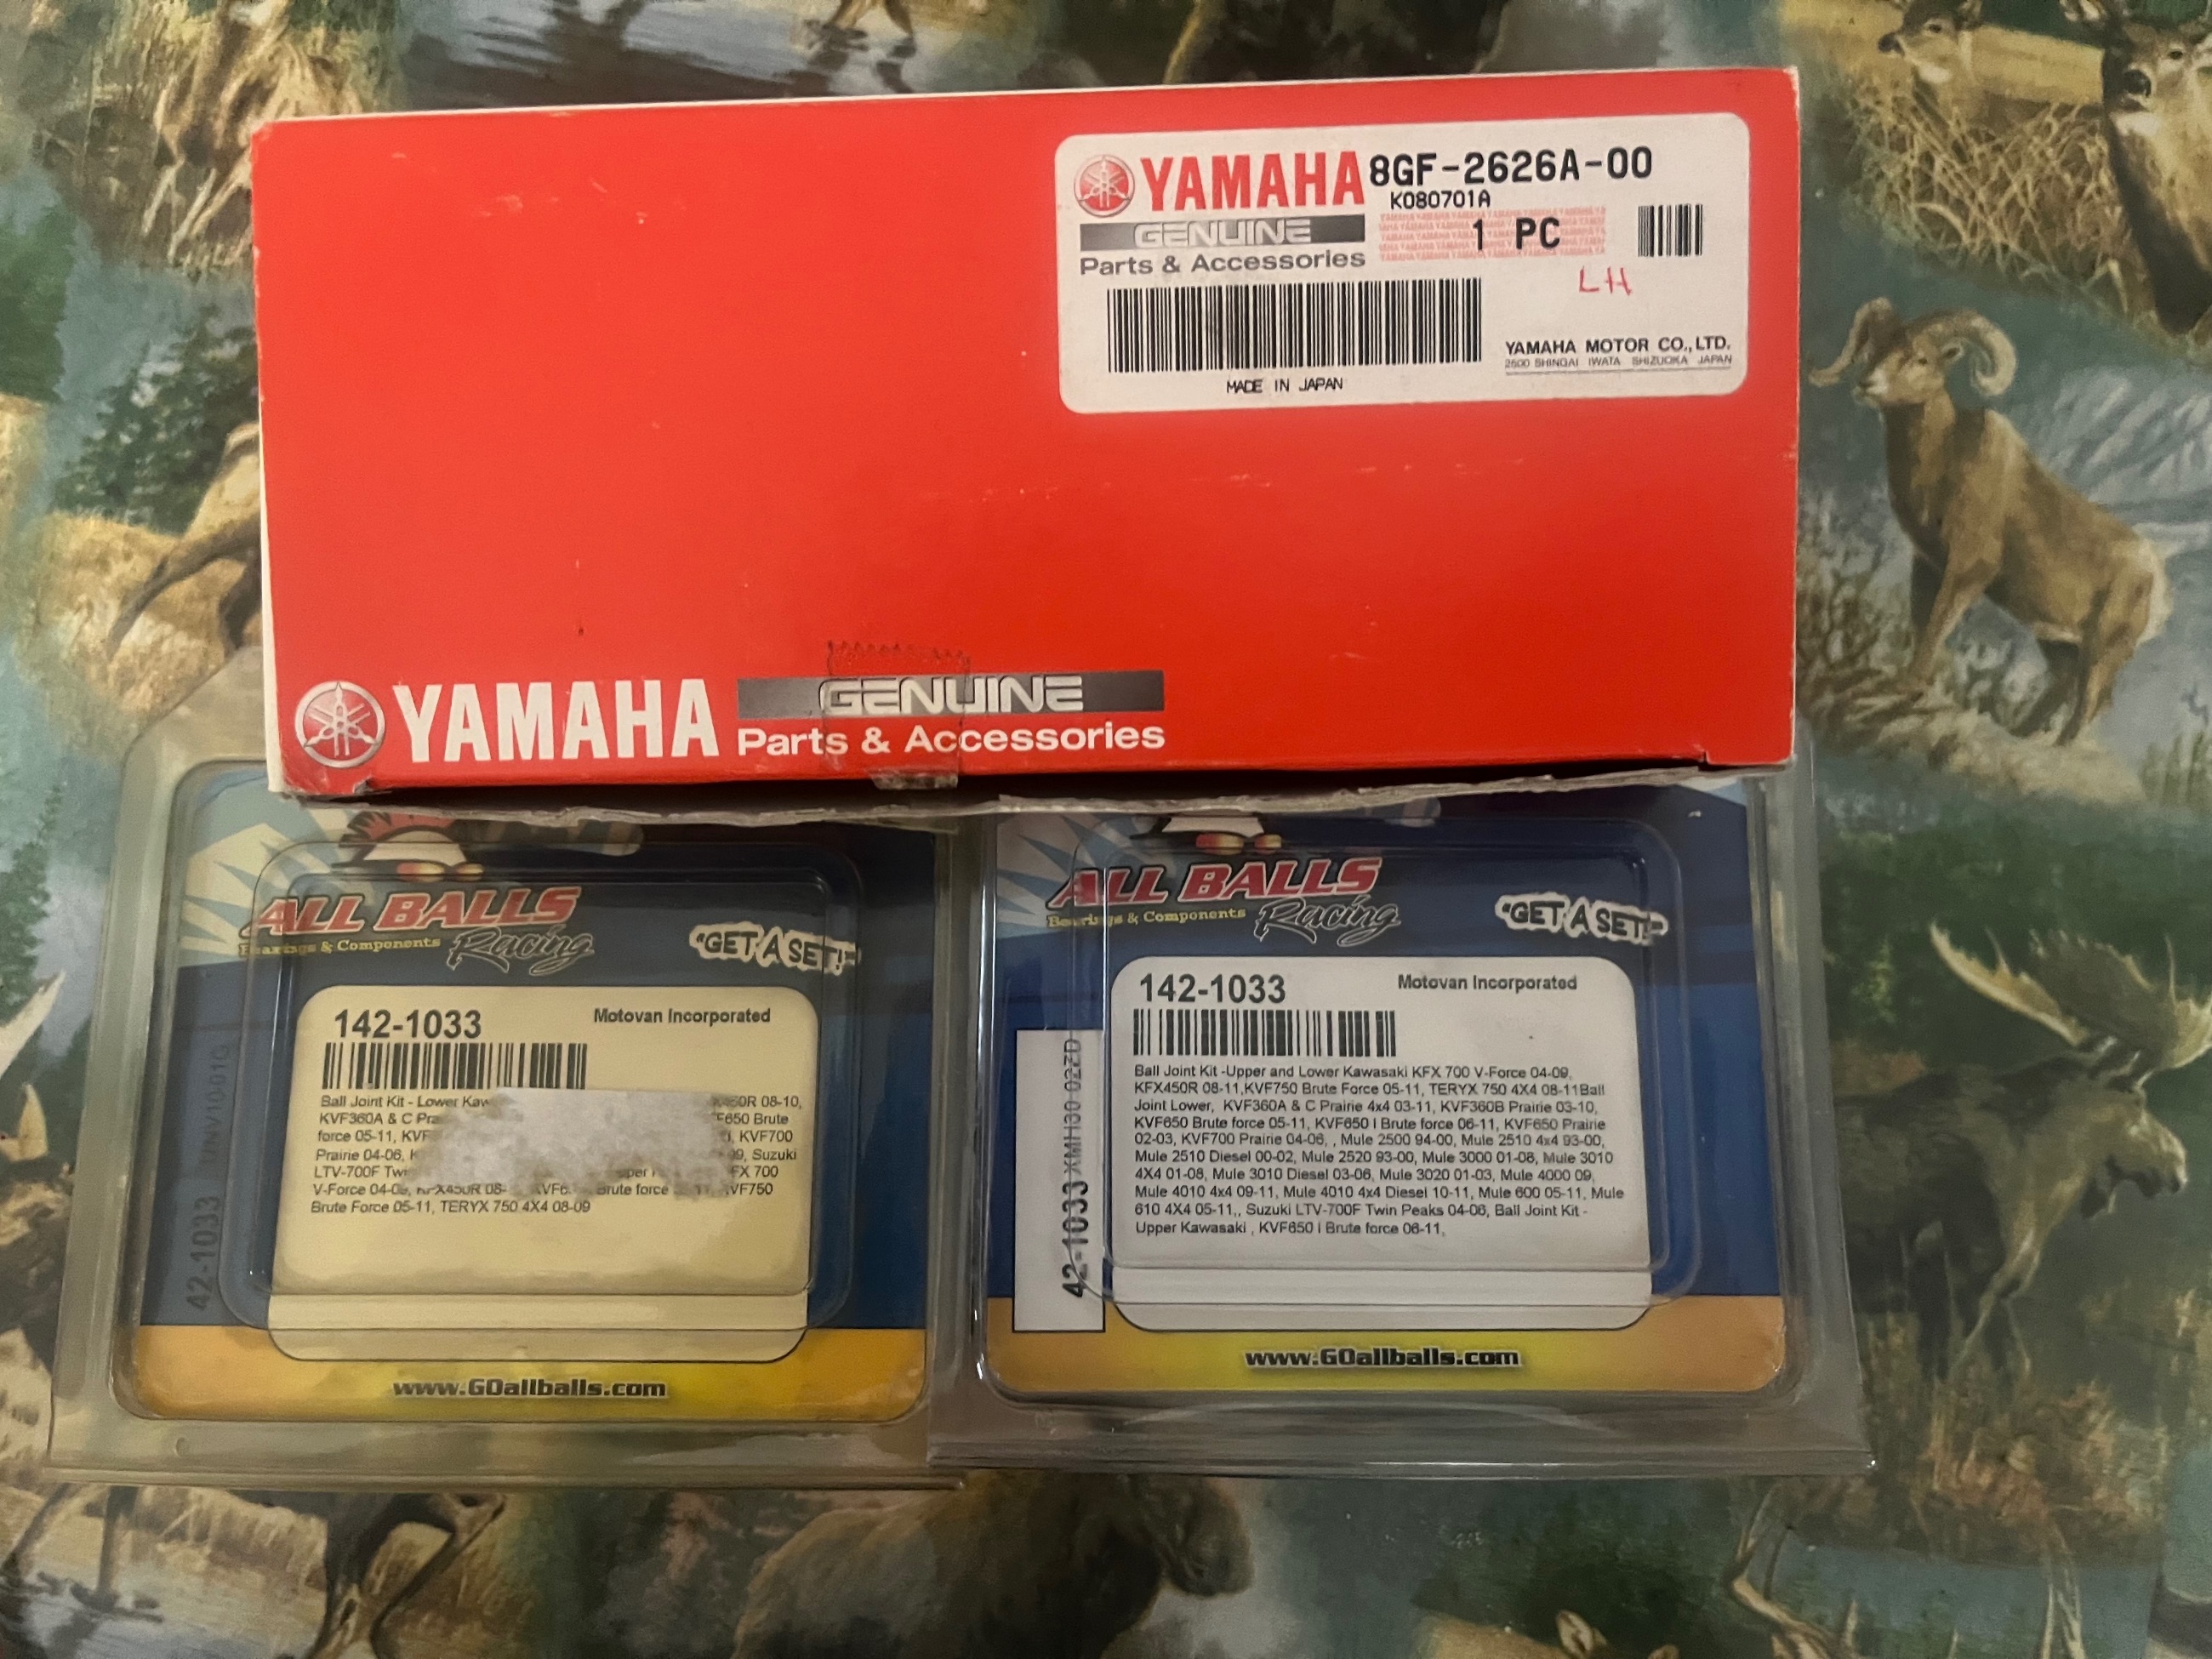 YAMAHA 8GF-2626A-00
K080701A
GENUINE
1 PC
Parts & Accessories
LH
YAMAHA MOTOR CO.,LTD.
2500 SHINGAI IWATA SHIZUOKA JAPAN
MADE IN JAPAN
YAMAHA GENUINE
Parts & Accessories
ALL BALLS
Bearings & Components Racing
"GET A SET!"
142-1033 Motovan Incorporated
Ball Joint Kit - Lower Kaw 08-10,
KVF360A & C Brute
force 05-11, KVF700
Prairie 04-06, Suzuki
LTV-700F 700
V-Force 04- 08- Brute force KVF750
Brute Force 05-11, TERYX 750 4X4 08-09
42-1033
www.GOallballs.com
ALL BALLS
Bearings & Components Racing
"GET A SET!"
142-1033 Motovan Incorporated
Ball Joint Kit -Upper and Lower Kawasaki KFX 700 V-Force 04-09,
KFX450R 08-11,KVF750 Brute Force 05-11, TERYX 750 4X4 08-11Ball
Joint Lower, KVF360A & C Prairie 4x4 03-11, KVF360B Prairie 03-10,
KVF650 Brute force 05-11, KVF650 I Brute force 06-11, KVF650 Prairie
02-03, KVF700 Prairie 04-06, , Mule 2500 94-00, Mule 2510 4x4 93-00,
Mule 2510 Diesel 00-02, Mule 2520 93-00, Mule 3000 01-08, Mule 3010
4X4 01-08, Mule 3010 Diesel 03-06, Mule 3020 01-03, Mule 4000 09,
Mule 4010 4x4 09-11, Mule 4010 4x4 Diesel 10-11, Mule 600 05-11, Mule
610 4X4 05-11,, Suzuki LTV-700F Twin Peaks 04-06, Ball Joint Kit -
Upper Kawasaki , KVF650 I Brute force 06-11,
42-1033
www.GOallballs.com